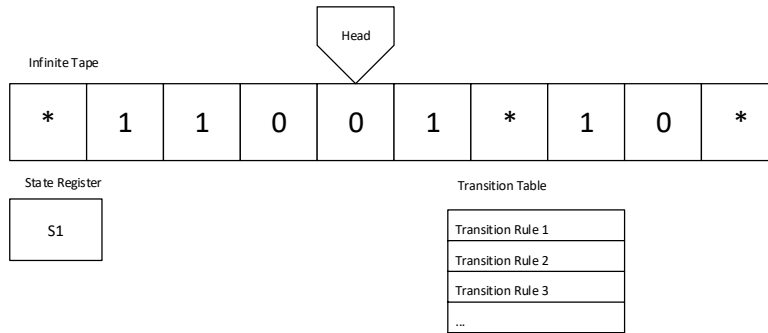 Head
Infinite Tape
* 1 1 0 0 1 * 1 0 *
State Register
S1
Transition Table
Transition Rule 1
Transition Rule 2
Transition Rule 3
...